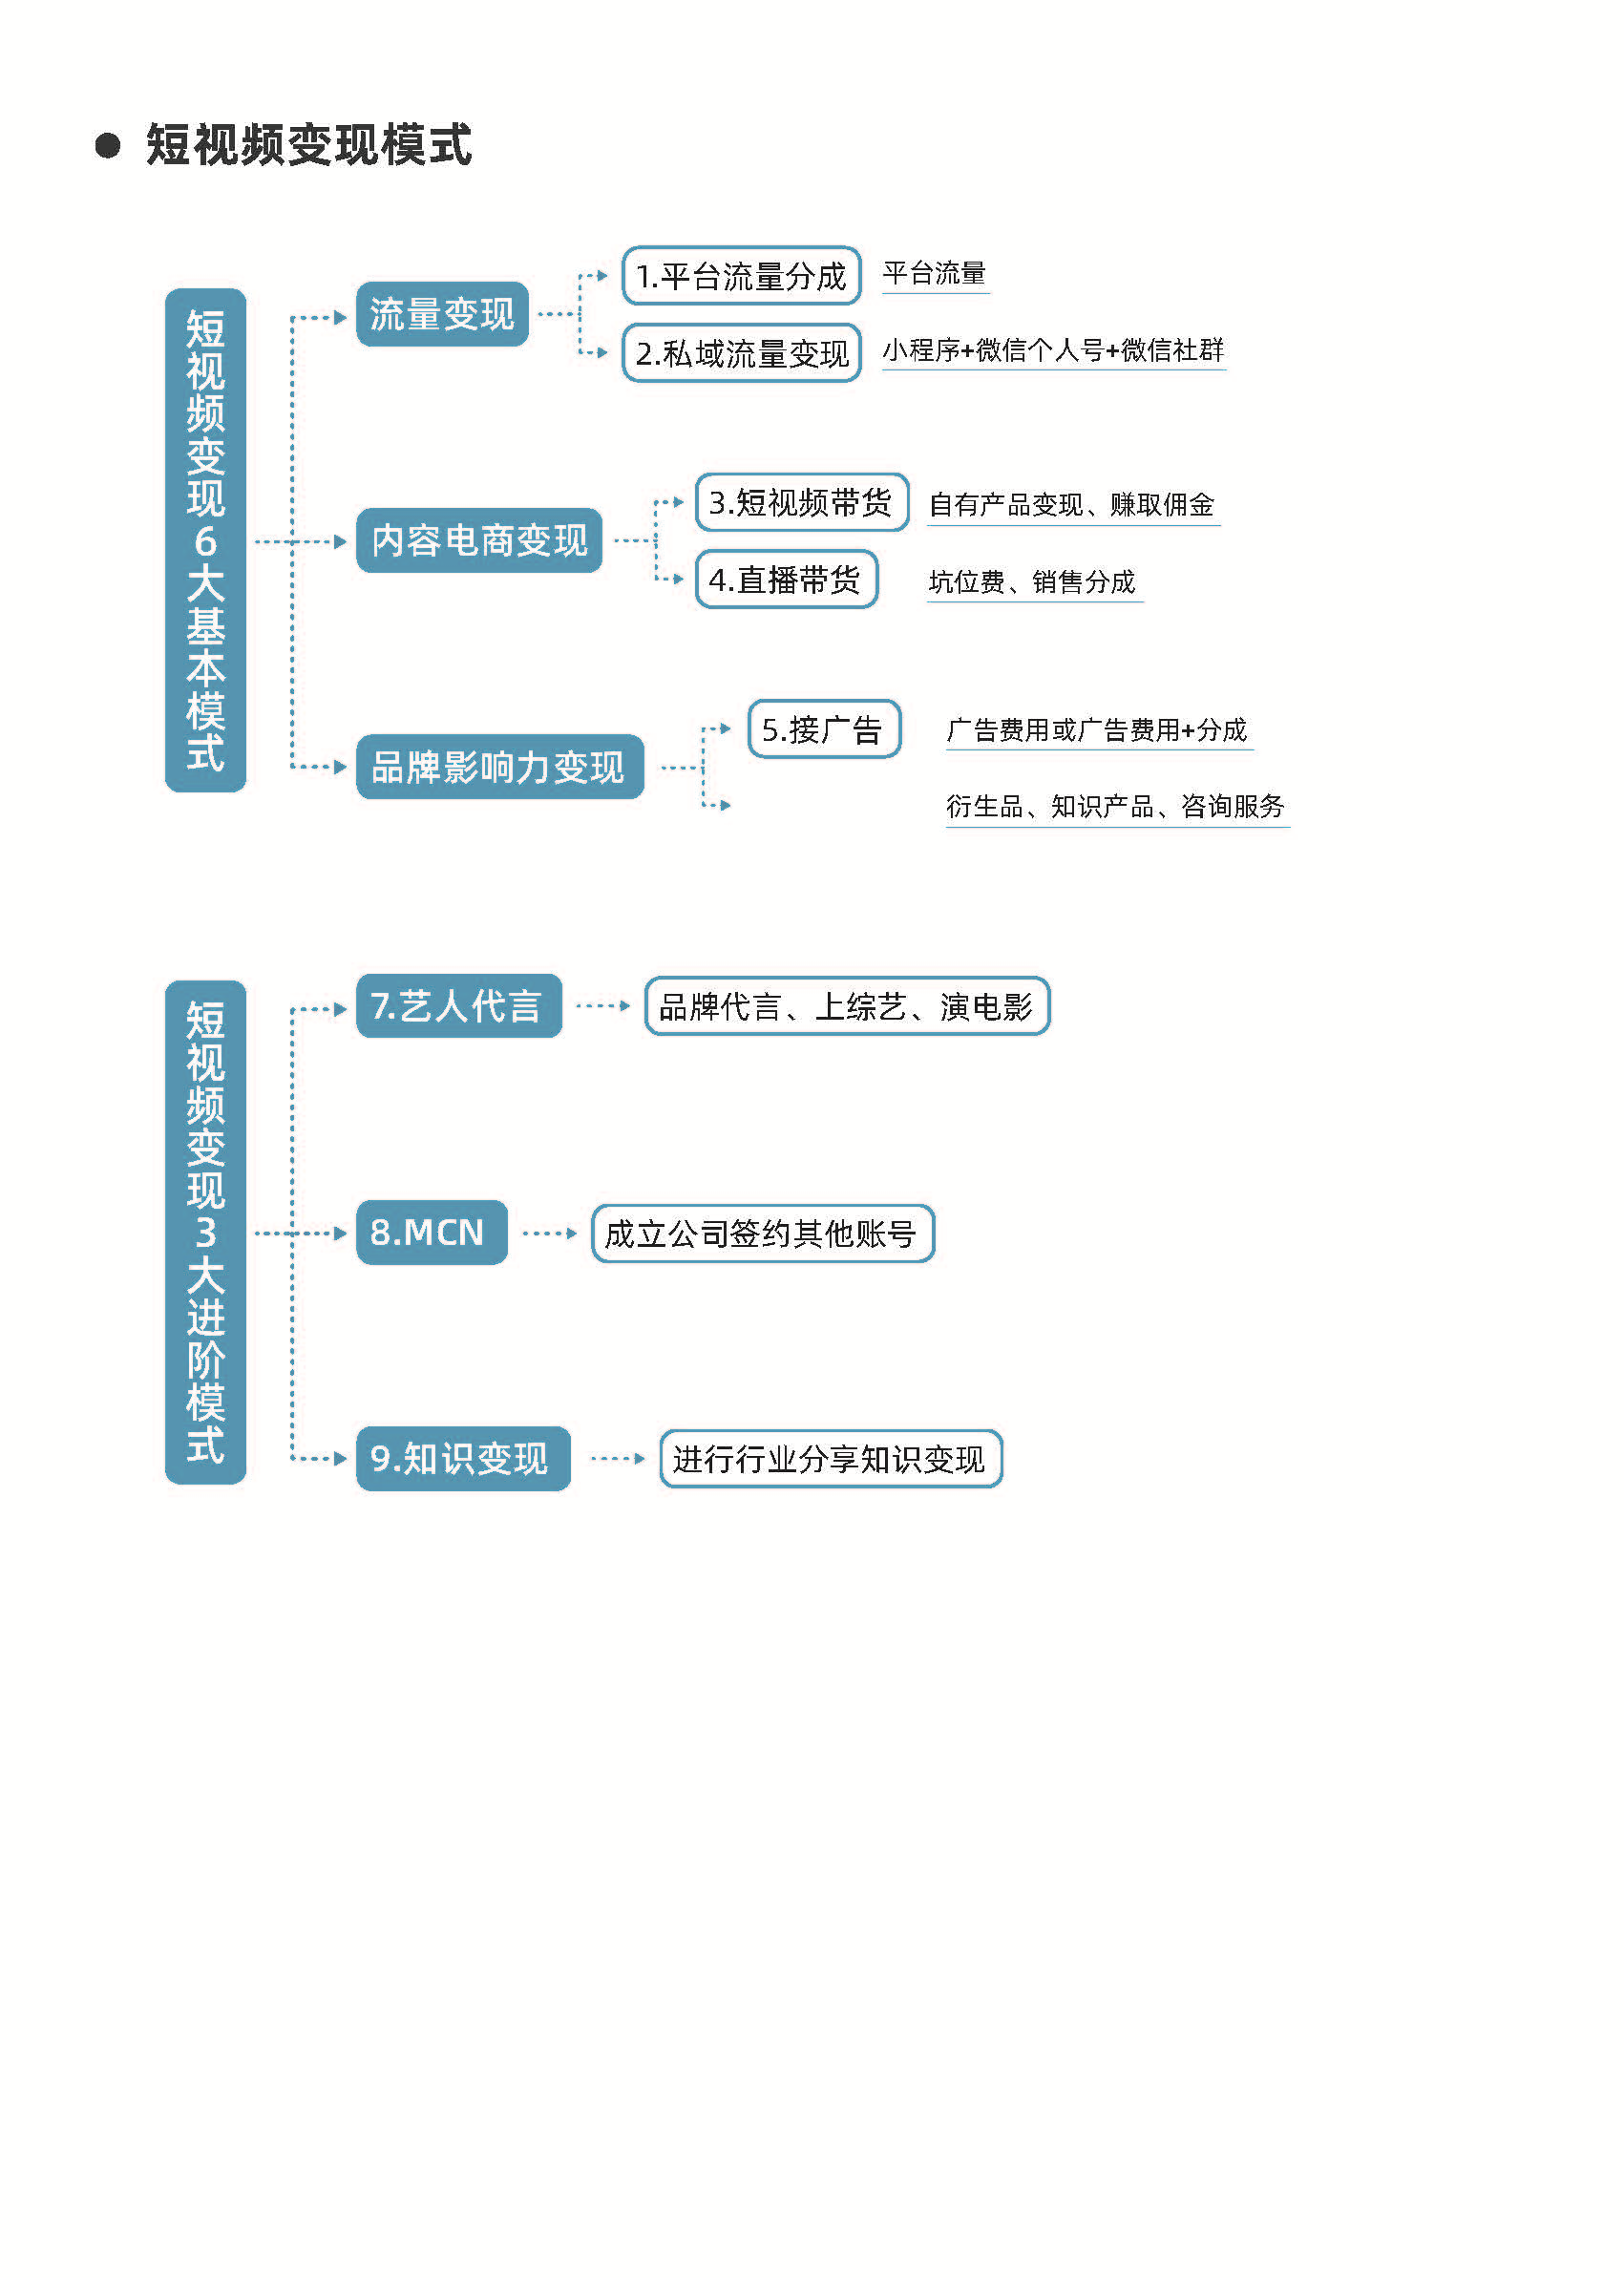 短视频变现模式
短视频变现6大基本模式
流量变现
1.平台流量分成
平台流量
2.私域流量变现
小程序+微信个人号+微信社群
内容电商变现
3.短视频带货
自有产品变现、赚取佣金
4.直播带货
坑位费、销售分成
品牌影响力变现
5.接广告
广告费用或广告费用+分成
衍生品、知识产品、咨询服务
短视频变现3大进阶模式
7.艺人代言
品牌代言、上综艺、演电影
8.MCN
成立公司签约其他账号
9.知识变现
进行行业分享知识变现